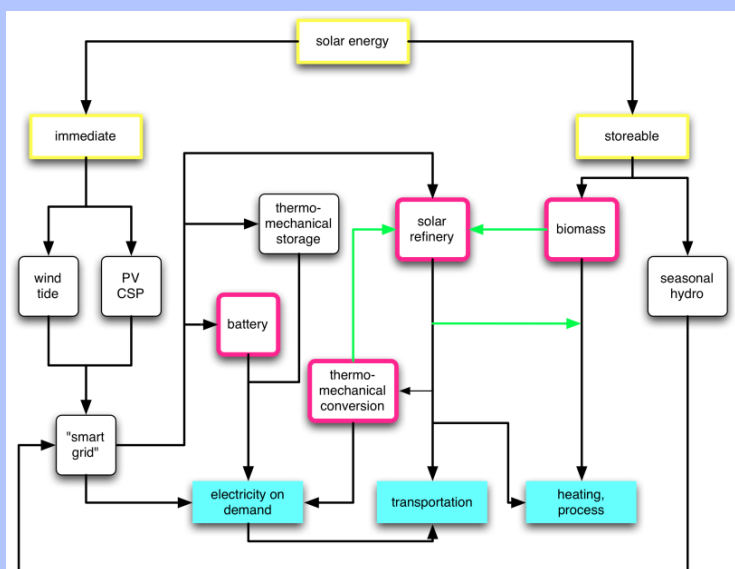 solar energy
immediate
storeable
thermo-
mechanical
storage
solar
refinery
biomass
wind
tide
PV
CSP
seasonal
hydro
battery
thermo-
mechanical
conversion
"smart
grid"
electricity on
demand
transportation
heating,
process